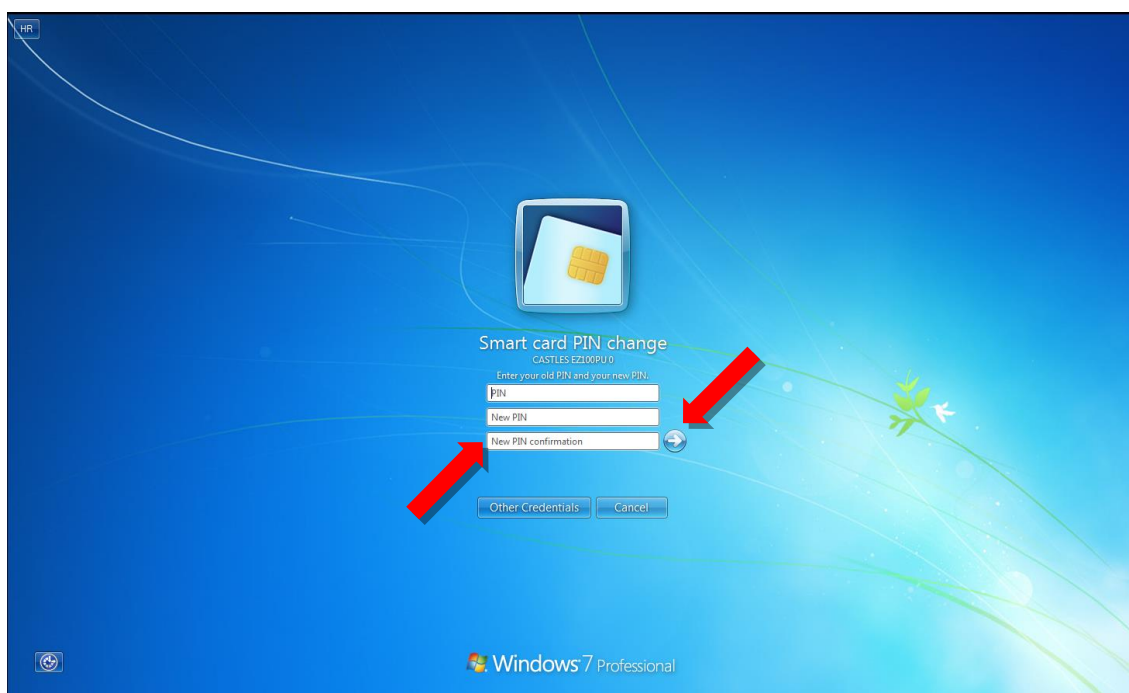 HR
Smart card PIN change
CASTLES EZ100PU 0
Enter your old PIN and your new PIN.
PIN
New PIN
New PIN confirmation
Other Credentials
Cancel
Windows 7 Professional